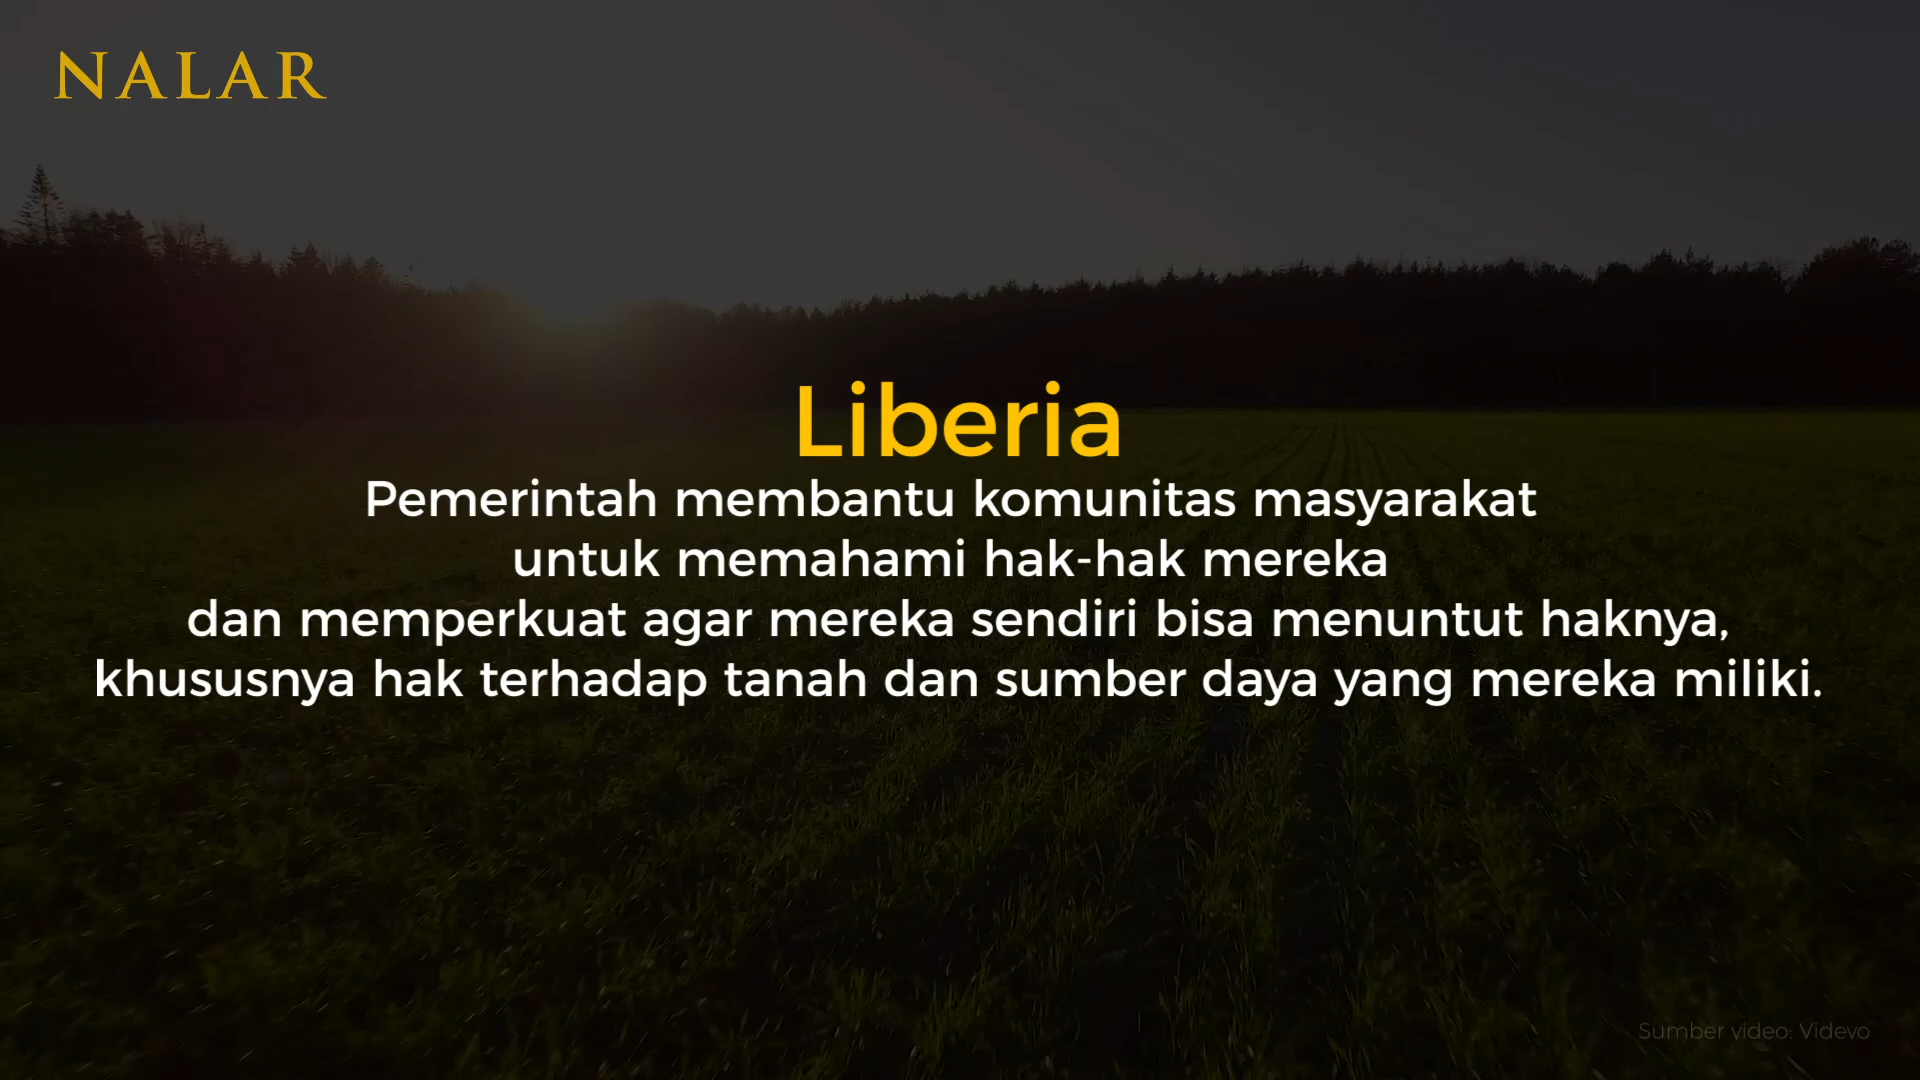 NALAR
Liberia
Pemerintah membantu komunitas masyarakat
untuk memahami hak-hak mereka
dan memperkuat agar mereka sendiri bisa menuntut haknya,
khususnya hak terhadap tanah dan sumber daya yang mereka miliki.
Sumber video: Videvo